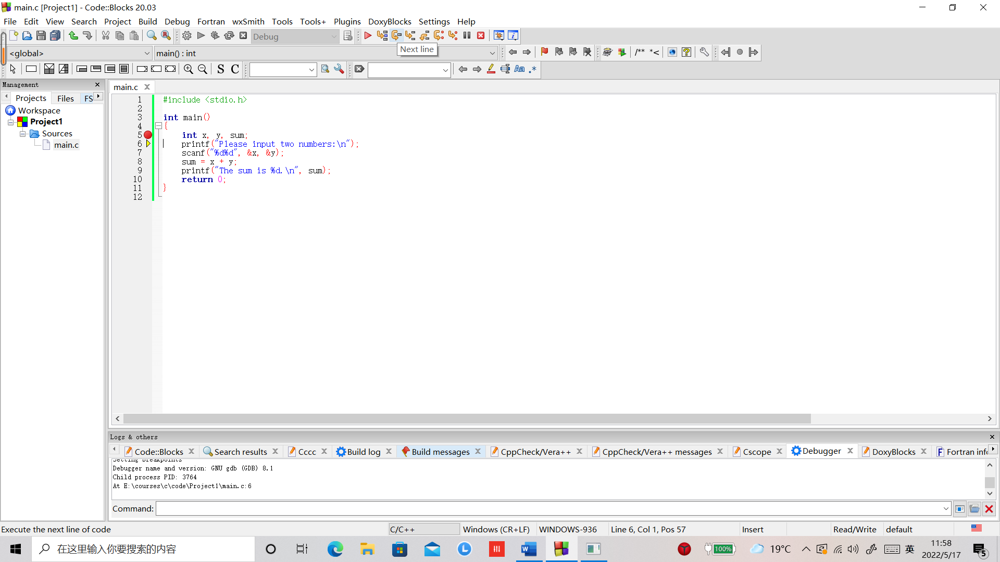 main.c [Project1] - Code::Blocks 20.03
File Edit View Search Project Build Debug Fortran wxSmith Tools Tools+ Plugins DoxyBlocks Settings Help
Debug
<global> main() : int
Next line
/** *<
S C
Aa .*
Management
Projects Files FS
Workspace
Project1
Sources
main.c
main.c
1 #include <stdio.h>
2
3 int main()
4 {
5 int x, y, sum;
6 printf("Please input two numbers:\n");
7 scanf("%d%d", &x, &y);
8 sum = x + y;
9 printf("The sum is %d.\n", sum);
10 return 0;
11 }
12
Logs & others
Code::Blocks Search results Cccc Build log Build messages CppCheck/Vera++ CppCheck/Vera++ messages Cscope Debugger DoxyBlocks Fortran info
Setting breakpoints
Debugger name and version: GNU gdb (GDB) 8.1
Child process PID: 3764
At E:\courses\c\code\Project1\main.c:6
Command:
Execute the next line of code C/C++ Windows (CR+LF) WINDOWS-936 Line 6, Col 1, Pos 57 Insert Read/Write default
在这里输入你要搜索的内容
100% 19°C 英
11:58
2022/5/17
5